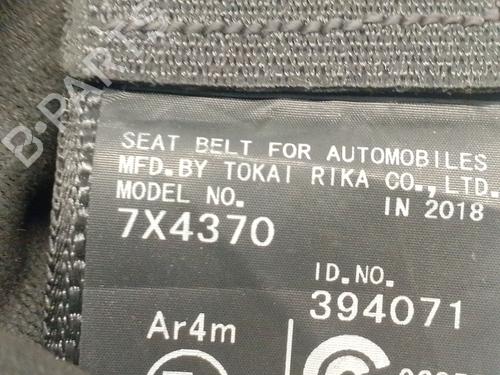 B-PARTS
SEAT BELT FOR AUTOMOBILES
MFD.BY TOKAI RIKA CO.,LTD.
MODEL NO. IN 2018
7X4370
ID.NO.
394071
Ar4m